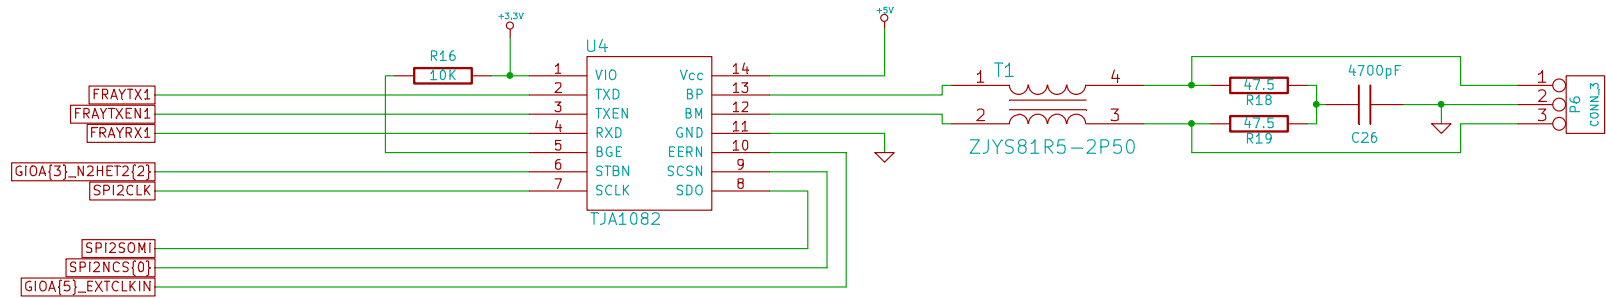 +3.3V
+5V
R16
10K
U4
1 VIO
2 TXD
3 TXEN
4 RXD
5 BGE
6 STBN
7 SCLK
Vcc 14
BP 13
BM 12
GND 11
EERN 10
SCSN 9
SDO 8
TJA1082
FRAYTX1
FRAYTXEN1
FRAYRX1
GIOA{3}_N2HET2{2}
SPI2CLK
SPI2SOMI
SPI2NCS{0}
GIOA{5}_EXTCLKIN
T1
1
2
4
3
ZJYS81R5-2P50
47.5
R18
47.5
R19
4700pF
C26
1
2
3
P6
CONN_3